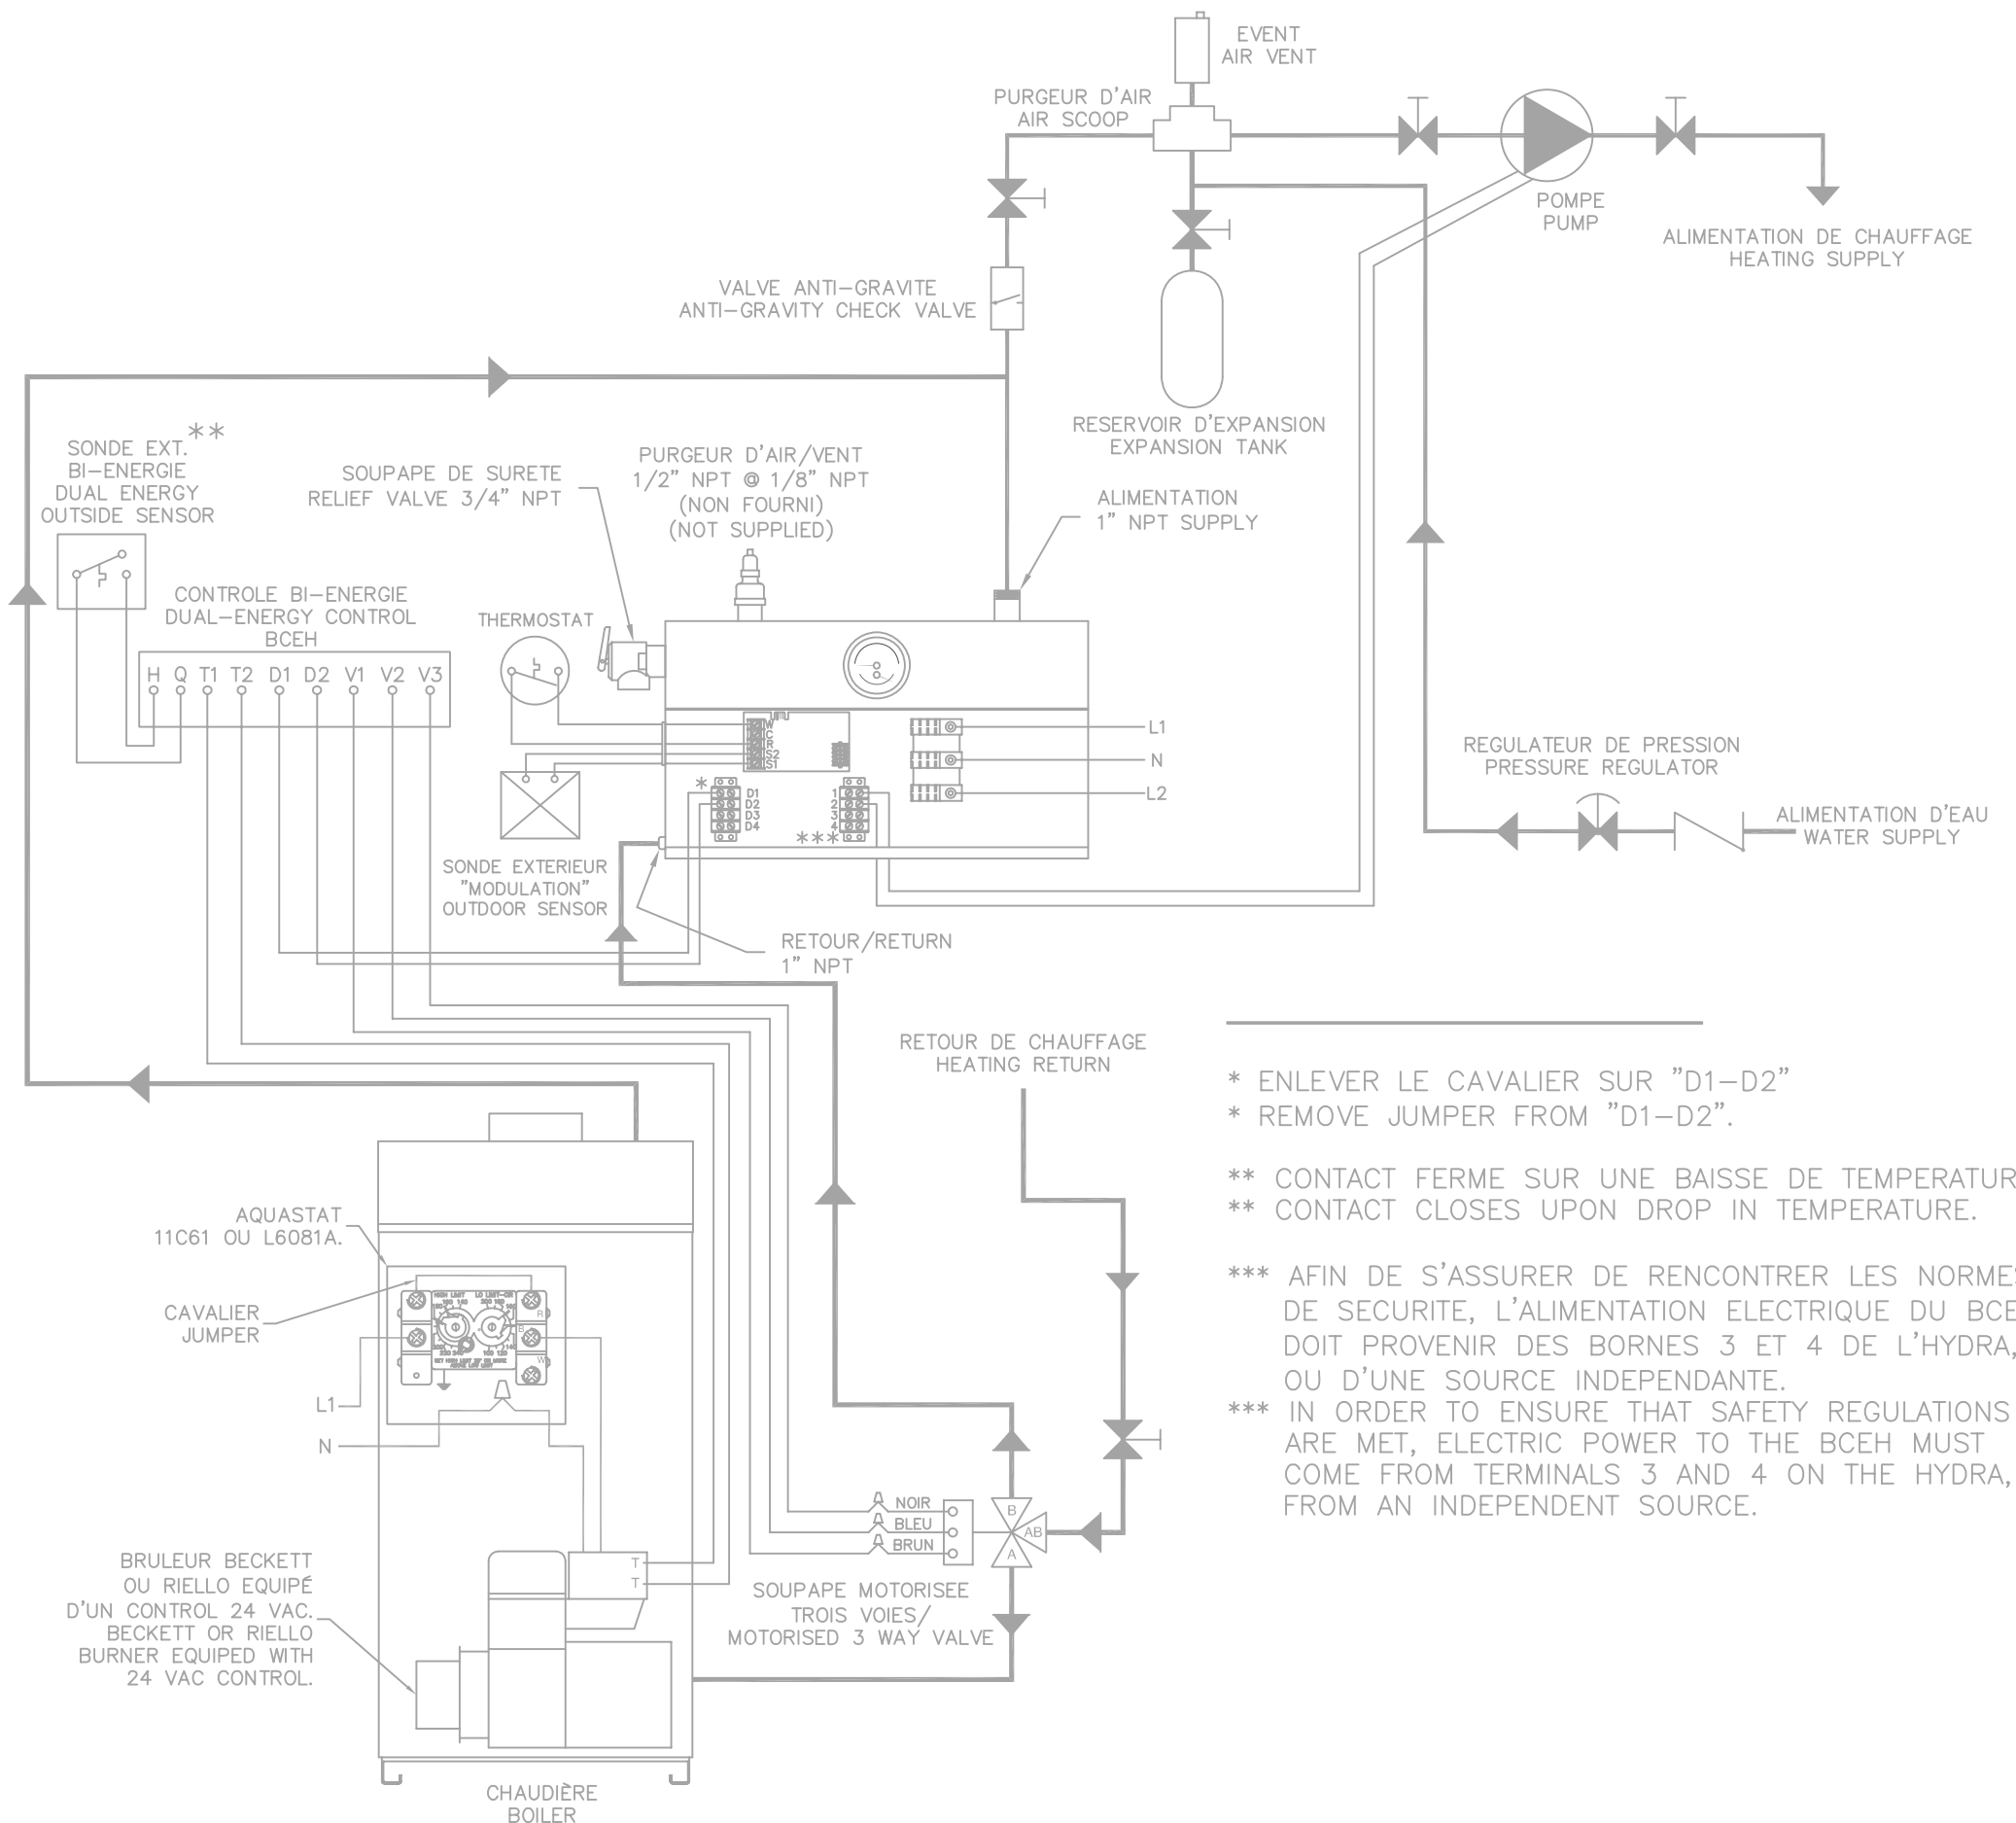 EVENT
AIR VENT
PURGEUR D'AIR
AIR SCOOP
POMPE
PUMP
ALIMENTATION DE CHAUFFAGE
HEATING SUPPLY
VALVE ANTI-GRAVITE
ANTI-GRAVITY CHECK VALVE
RESERVOIR D'EXPANSION
EXPANSION TANK
SONDE EXT. **
BI-ENERGIE
DUAL ENERGY
OUTSIDE SENSOR
SOUPAPE DE SURETE
RELIEF VALVE 3/4" NPT
PURGEUR D'AIR/VENT
1/2" NPT @ 1/8" NPT
(NON FOURNI)
(NOT SUPPLIED)
ALIMENTATION
1" NPT SUPPLY
CONTROLE BI-ENERGIE
DUAL-ENERGY CONTROL
BCEH
H Q T1 T2 D1 D2 V1 V2 V3
THERMOSTAT
W
C
R
S2
S1
L1
N
L2
*
D1
D2
D3
D4
1
2
3
4
***
REGULATEUR DE PRESSION
PRESSURE REGULATOR
ALIMENTATION D'EAU
WATER SUPPLY
SONDE EXTERIEUR
"MODULATION"
OUTDOOR SENSOR
RETOUR/RETURN
1" NPT
RETOUR DE CHAUFFAGE
HEATING RETURN
* ENLEVER LE CAVALIER SUR "D1-D2"
* REMOVE JUMPER FROM "D1-D2".
** CONTACT FERME SUR UNE BAISSE DE TEMPERATUR
** CONTACT CLOSES UPON DROP IN TEMPERATURE.
*** AFIN DE S'ASSURER DE RENCONTRER LES NORMES
DE SECURITE, L'ALIMENTATION ELECTRIQUE DU BCE
DOIT PROVENIR DES BORNES 3 ET 4 DE L'HYDRA,
OU D'UNE SOURCE INDEPENDANTE.
*** IN ORDER TO ENSURE THAT SAFETY REGULATIONS
ARE MET, ELECTRIC POWER TO THE BCEH MUST
COME FROM TERMINALS 3 AND 4 ON THE HYDRA,
FROM AN INDEPENDENT SOURCE.
AQUASTAT
11C61 OU L6081A.
CAVALIER
JUMPER
HIGH LIMIT LO LIMIT-CIR
R
B
W
L1
N
NOIR
BLEU
BRUN
B
AB
A
T
T
SOUPAPE MOTORISEE
TROIS VOIES/
MOTORISED 3 WAY VALVE
BRULEUR BECKETT
OU RIELLO EQUIPÉ
D'UN CONTROL 24 VAC.
BECKETT OR RIELLO
BURNER EQUIPED WITH
24 VAC CONTROL.
CHAUDIÈRE
BOILER